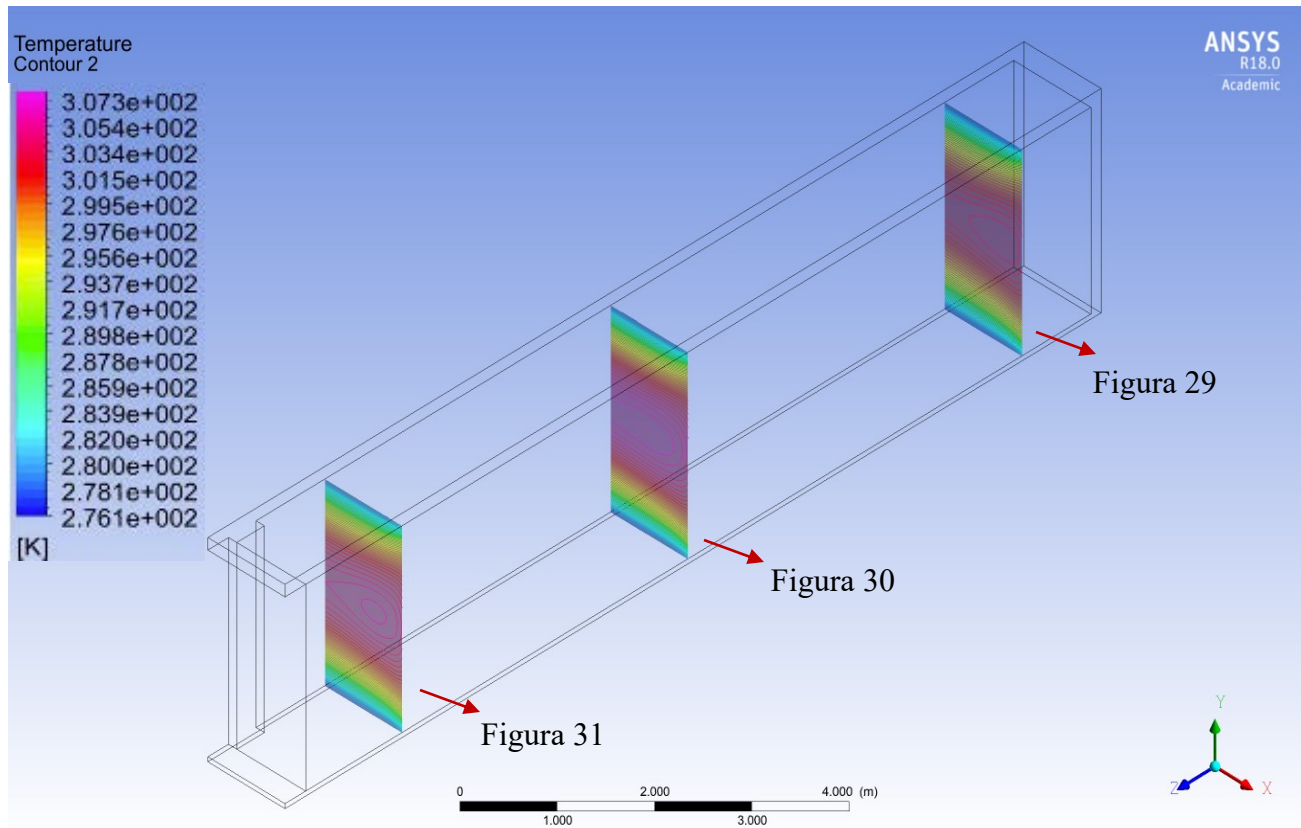 Temperature
Contour 2
3.073e+002
3.054e+002
3.034e+002
3.015e+002
2.995e+002
2.976e+002
2.956e+002
2.937e+002
2.917e+002
2.898e+002
2.878e+002
2.859e+002
2.839e+002
2.820e+002
2.800e+002
2.781e+002
2.761e+002
[K]
ANSYS
R18.0
Academic
Figura 29
Figura 30
Figura 31
0 2.000 4.000 (m)
1.000 3.000
Y
Z X